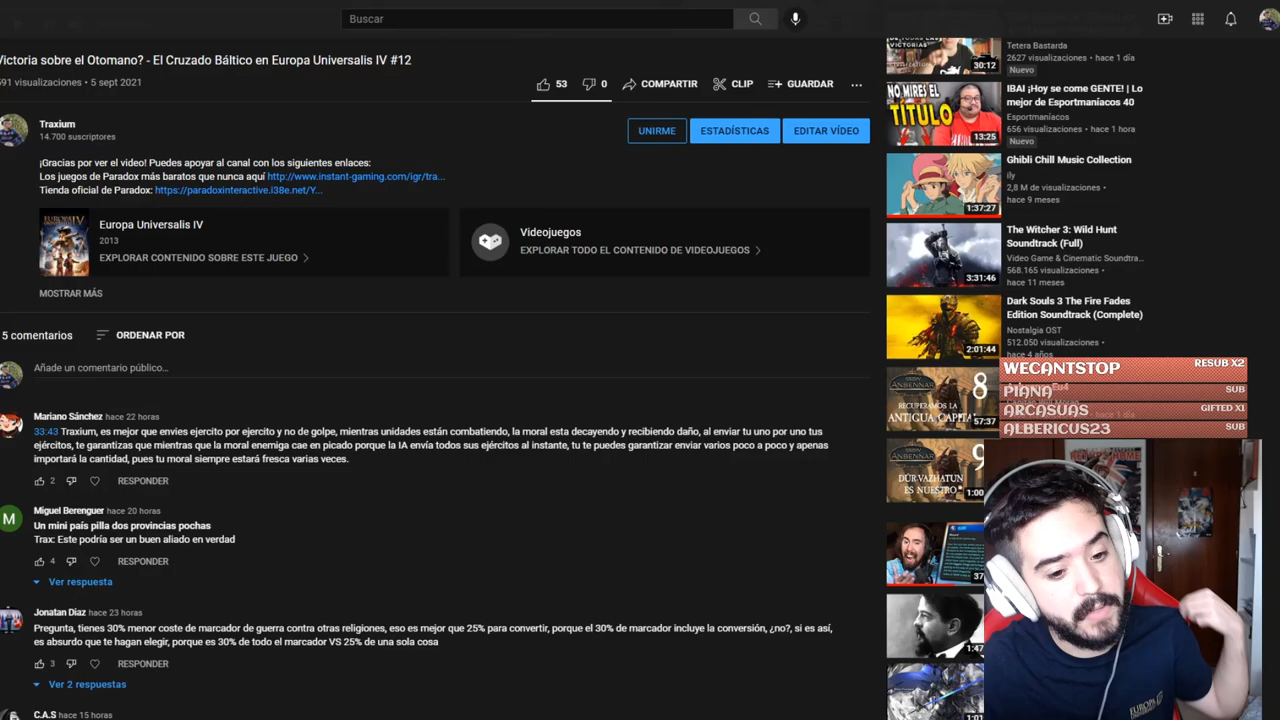 Buscar
Victoria sobre el Otomano? - El Cruzado Báltico en Europa Universalis IV #12
591 visualizaciones • 5 sept 2021
53
0
COMPARTIR
CLIP
GUARDAR
Traxium
14.700 suscriptores
UNIRME
ESTADÍSTICAS
EDITAR VÍDEO
¡Gracias por ver el video! Puedes apoyar al canal con los siguientes enlaces:
Los juegos de Paradox más baratos que nunca aquí http://www.instant-gaming.com/igr/tra...
Tienda oficial de Paradox: https://paradoxinteractive.i38e.net/Y...
EUROPA IV
Europa Universalis IV
2013
EXPLORAR CONTENIDO SOBRE ESTE JUEGO
Videojuegos
EXPLORAR TODO EL CONTENIDO DE VIDEOJUEGOS
MOSTRAR MÁS
5 comentarios
ORDENAR POR
Añade un comentario público...
Mariano Sánchez hace 22 horas
33:43 Traxium, es mejor que envies ejercito por ejercito y uno de golpe, mientras unidades están combatiendo, la moral esta decayendo y recibiendo daño, al enviar tu uno por uno tus
ejércitos, te garantizas que mientras que la moral enemiga cae en picado porque la IA envía todos sus ejércitos al instante, tu te puedes garantizar enviar varios poco a poco y apenas
importará la cantidad, pues tu moral siempre estará fresca varias veces.
2
RESPONDER
M
Miguel Berenguer hace 20 horas
Un mini país pilla dos provincias pochas
Trax: Este podría ser un buen aliado en verdad
4
RESPONDER
Ver respuesta
Jonatan Díaz hace 23 horas
Pregunta, tienes 30% menor coste de marcador de guerra contra otras religiones, eso es mejor que 25% para convertir, porque el 30% de marcador incluye la conversión, ¿no?, si es así,
es absurdo que te hagan elegir, porque es 30% de todo el marcador VS 25% de una sola cosa
3
RESPONDER
Ver 2 respuestas
C.A.S hace 15 horas
VICTORIAS
30:12
Tetera Bastarda
2627 visualizaciones • hace 1 día
Nuevo
NO MIRES EL
TÍTULO
13:25
IBAI ¡Hoy se come GENTE! | Lo
mejor de Esportmaníacos 40
Esportmaníacos
656 visualizaciones • hace 1 hora
Nuevo
1:37:27
Ghibli Chill Music Collection
ily
2,8 M de visualizaciones •
hace 9 meses
3:31:46
The Witcher 3: Wild Hunt
Soundtrack (Full)
Video Game & Cinematic Soundtra...
568.165 visualizaciones •
hace 11 meses
2:01:44
Dark Souls 3 The Fire Fades
Edition Soundtrack (Complete)
Nostalgia OST
512.050 visualizaciones •
hace 4 años
WECANTSTOP
RESUB X2
PIANA
SUB
ARCASUAS
GIFTED X1
ALBERICUS23
SUB
ANBENNAR
8
RECUPERAMOS LA
ANTIGUA CAPITAL
57:37
ANBENNAR
9
DÛR-VAZHATUN
ES NUESTRO*
1:00
37
1:47
1:01
EUROPA